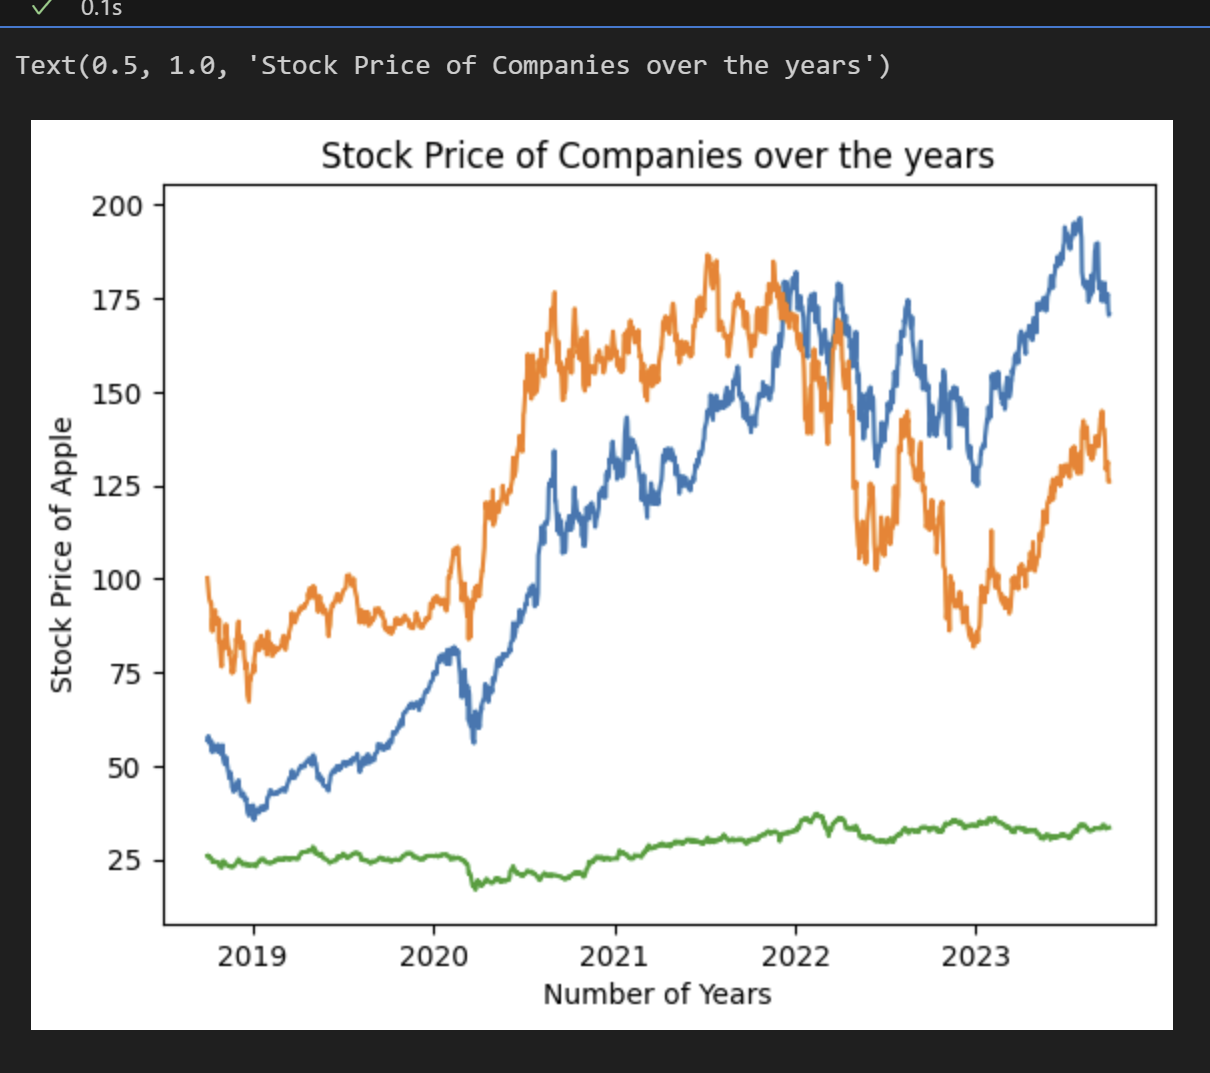 0.1s
Text(0.5, 1.0, 'Stock Price of Companies over the years')
Stock Price of Companies over the years
200
175
150
125
100
75
50
25
Stock Price of Apple
2019 2020 2021 2022 2023
Number of Years